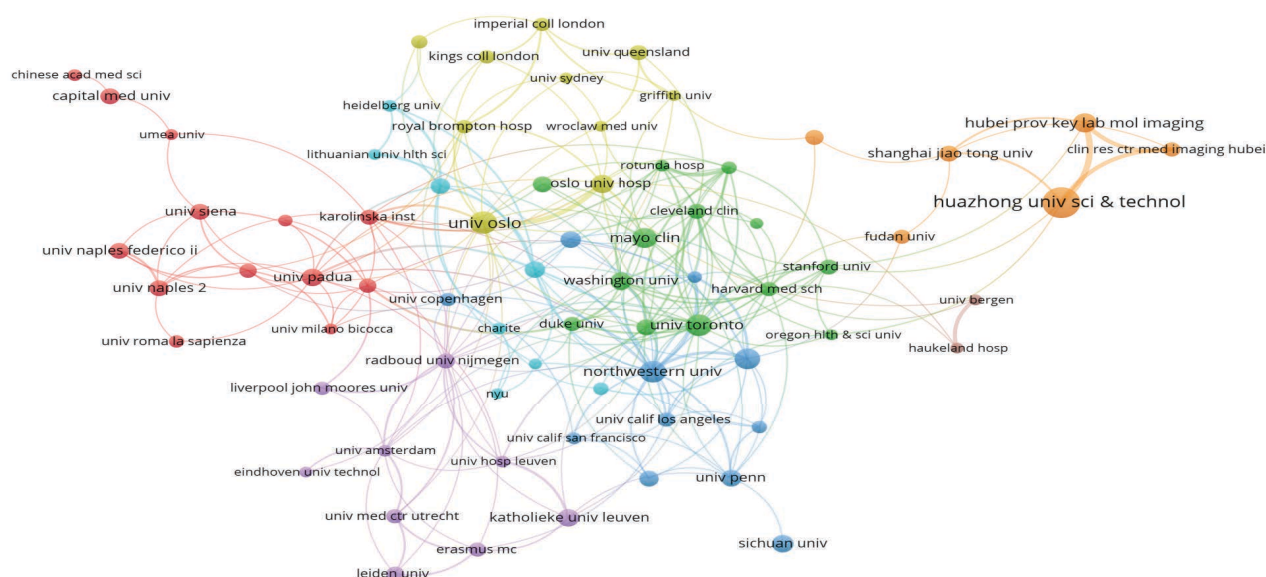 imperial coll london
kings coll london
univ queensland
chinese acad med sci
univ sydney
capital med univ
griffith univ
heidelberg univ
hubei prov key lab mol imaging
royal brompton hosp
wroclaw med univ
umea univ
clin res ctr med imaging hubei
shanghai jiao tong univ
lithuanian univ hlth sci
rotunda hosp
oslo univ hosp
huazhong univ sci & technol
univ siena
karolinska inst
cleveland clin
univ oslo
mayo clin
fudan univ
univ naples federico ii
stanford univ
univ padua
washington univ
univ naples 2
harvard med sch
univ copenhagen
univ bergen
univ milano bicocca
charite
duke univ
univ toronto
oregon hlth & sci univ
univ roma la sapienza
haukeland hosp
radboud univ nijmegen
northwestern univ
liverpool john moores univ
nyu
univ calif los angeles
univ calif san francisco
univ amsterdam
univ hosp leuven
eindhoven univ technol
univ penn
univ med ctr utrecht
katholieke univ leuven
sichuan univ
erasmus mc
leiden univ